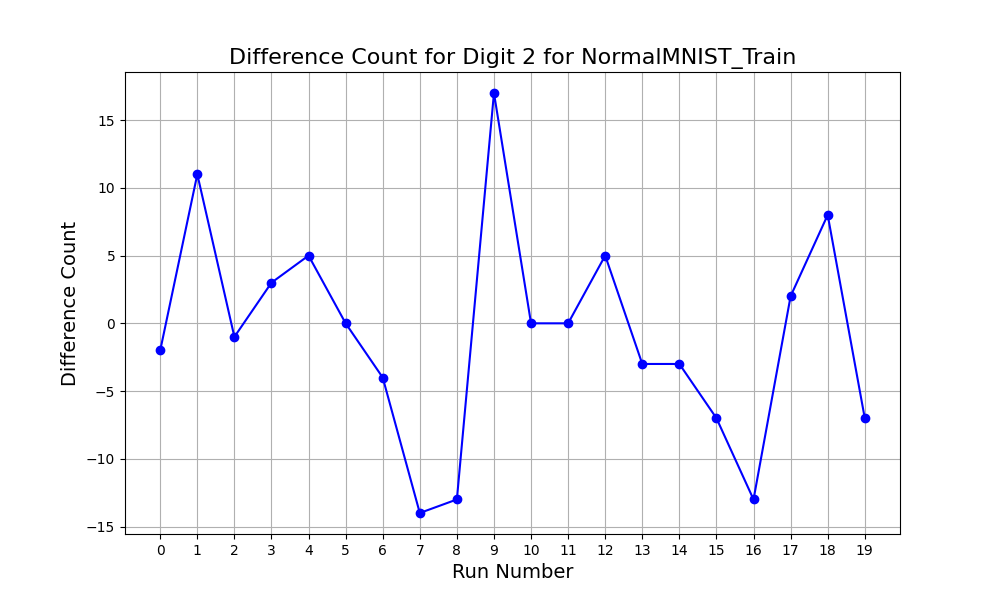 Difference Count for Digit 2 for NormalMNIST_Train
Difference Count
15
10
5
0
−5
−10
−15
0 1 2 3 4 5 6 7 8 9 10 11 12 13 14 15 16 17 18 19
Run Number